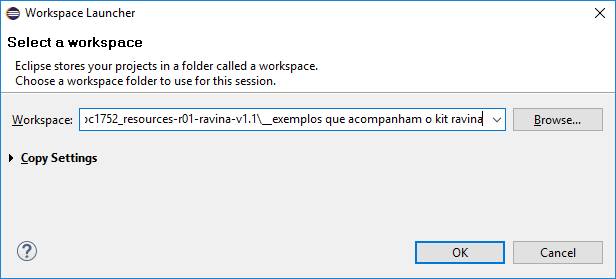 Workspace Launcher
Select a workspace
Eclipse stores your projects in a folder called a workspace.
Choose a workspace folder to use for this session.
Workspace: oc1752_resources-r01-ravina-v1.1\__exemplos que acompanham o kit ravina Browse...
Copy Settings
? OK Cancel